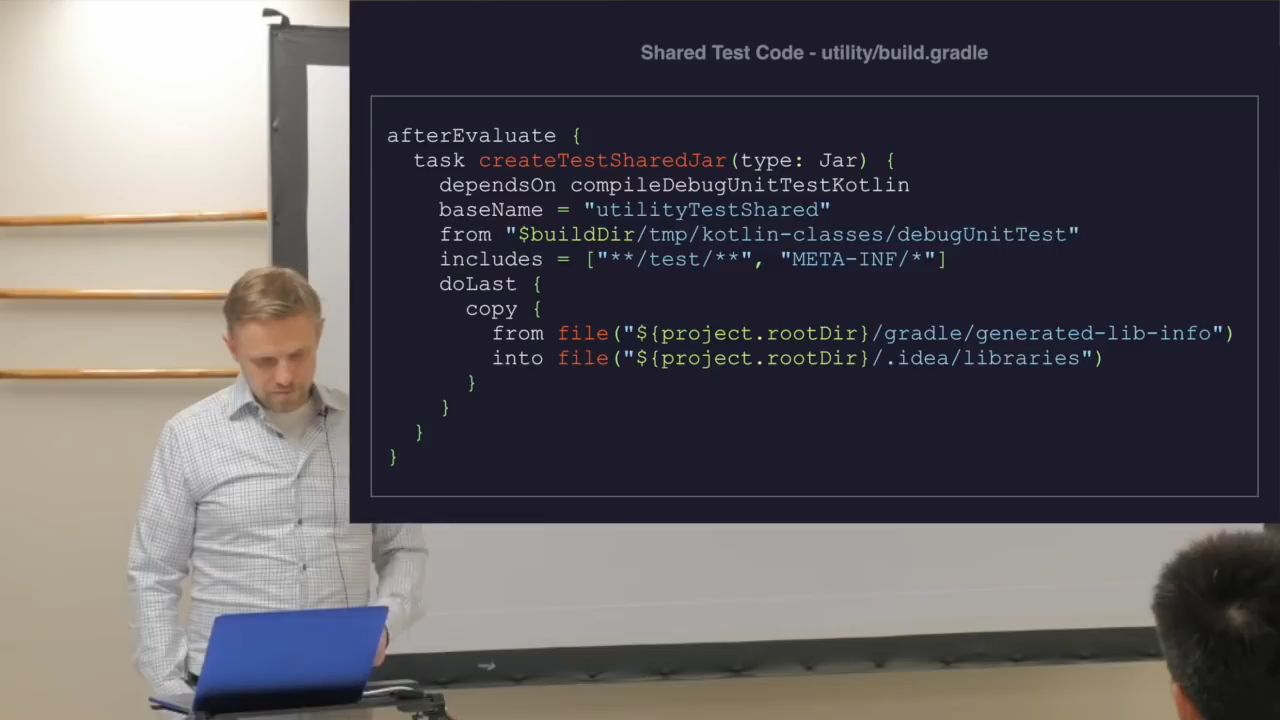 Shared Test Code - utility/build.gradle
afterEvaluate {
task createTestSharedJar(type: Jar) {
dependsOn compileDebugUnitTestKotlin
baseName = "utilityTestShared"
from "$buildDir/tmp/kotlin-classes/debugUnitTest"
includes = ["**/test/**", "META-INF/*"]
doLast {
copy {
from file("${project.rootDir}/gradle/generated-lib-info")
into file("${project.rootDir}/.idea/libraries")
}
}
}
}